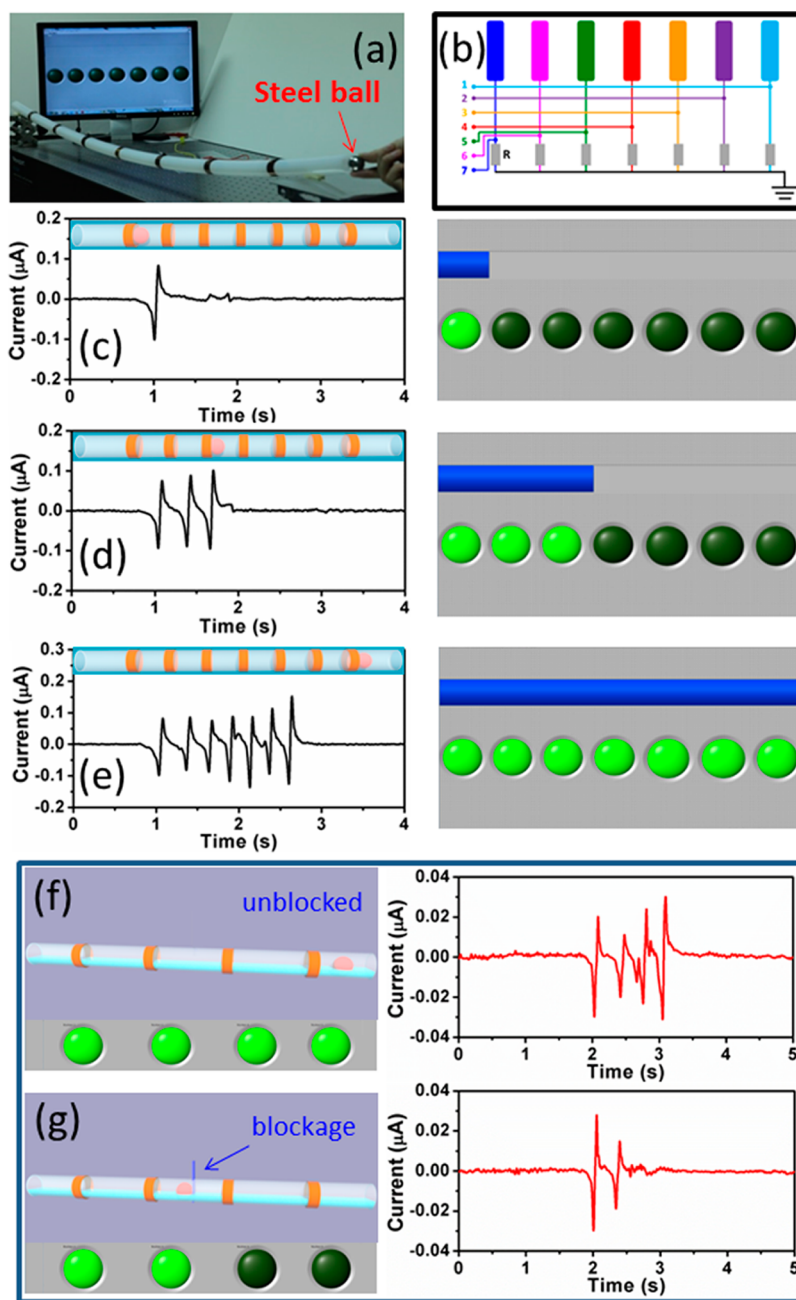 (a)
Steel ball
(b)
1
2
3
4
5
6
7
R
0.2
0.1
0.0
-0.1
-0.2
Current (μA)
(c)
0 1 2 3 4
Time (s)
0.2
0.1
0.0
-0.1
-0.2
Current (μA)
(d)
0 1 2 3 4
Time (s)
0.3
0.2
0.1
0.0
-0.1
-0.2
Current (μA)
(e)
0 1 2 3 4
Time (s)
(f)
unblocked
0.04
0.02
0.00
-0.02
-0.04
Current (μA)
0 1 2 3 4 5
Time (s)
(g)
blockage
0.04
0.02
0.00
-0.02
-0.04
Current (μA)
0 1 2 3 4 5
Time (s)